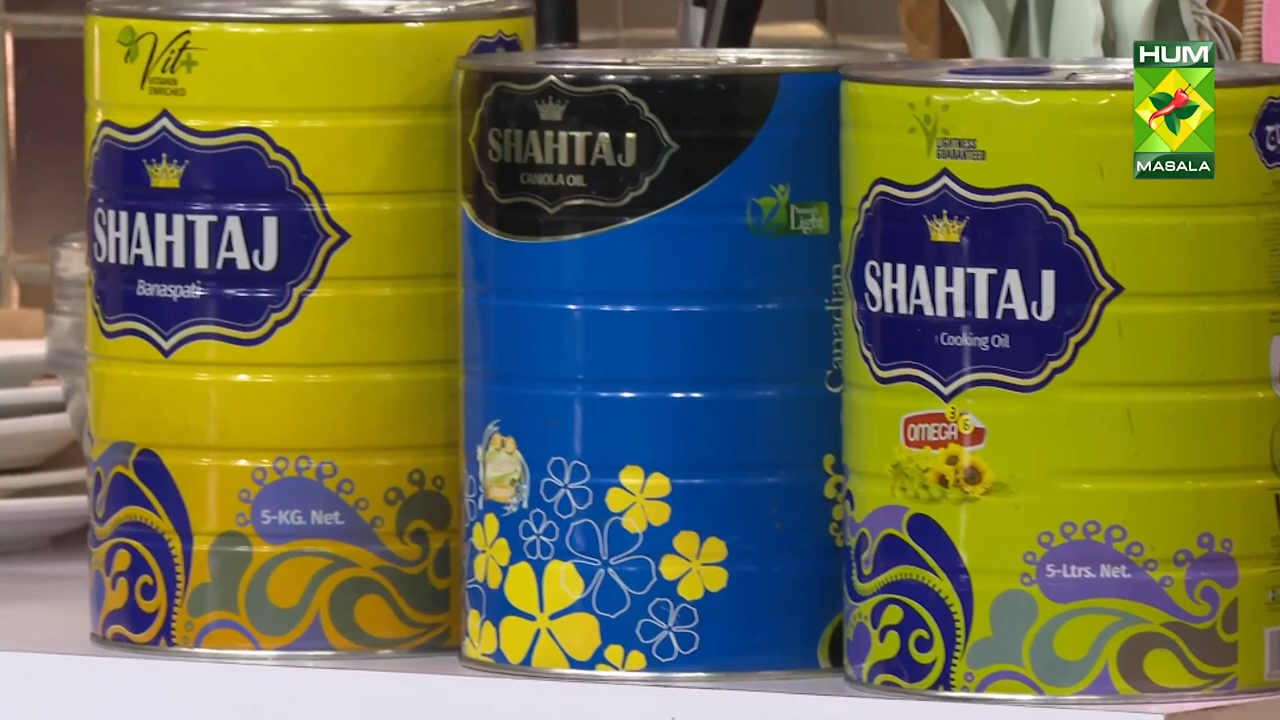 Vit+
VITAMIN
ENRICHED
SHAHTAJ
Banaspati
5-KG. Net.
SHAHTAJ
CANOLA OIL
Light
Canadian
LIGHTNESS
GUARANTEED
SHAHTAJ
Cooking Oil
OMEGA
3 6
5-Ltrs. Net.
HUM
MASALA